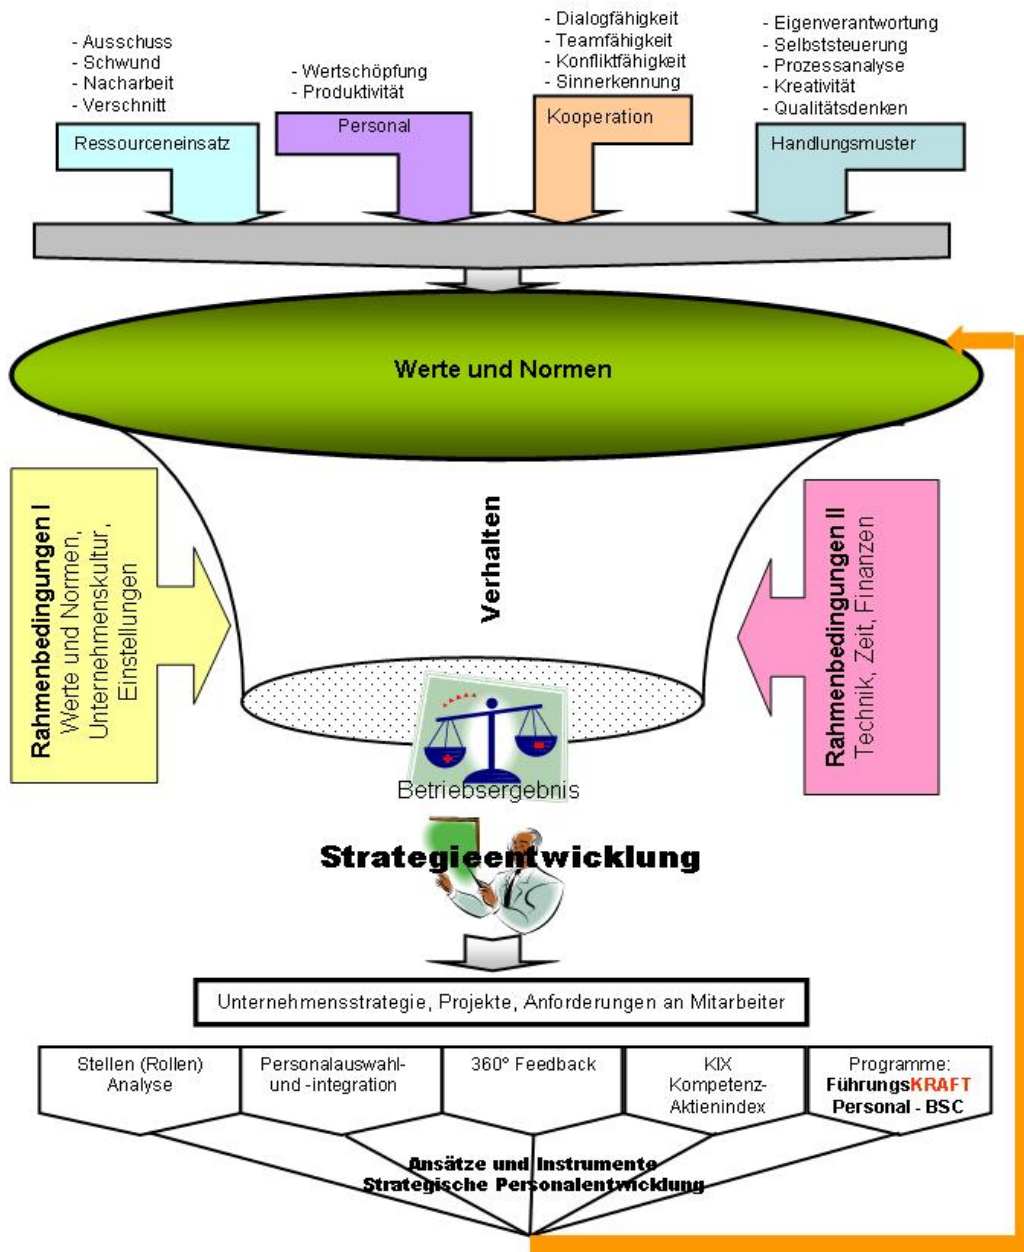 - Ausschuss
- Schwund
- Nacharbeit
- Verschnitt
Ressourceneinsatz
- Wertschöpfung
- Produktivität
Personal
- Dialogfähigkeit
- Teamfähigkeit
- Konfliktfähigkeit
- Sinnerkennung
Kooperation
- Eigenverantwortung
- Selbststeuerung
- Prozessanalyse
- Kreativität
- Qualitätsdenken
Handlungsmuster
Werte und Normen
Rahmenbedingungen I
Werte und Normen,
Unternehmenskultur,
Einstellungen
Verhalten
Rahmenbedingungen II
Technik, Zeit, Finanzen
Betriebsergebnis
Strategieentwicklung
Unternehmensstrategie, Projekte, Anforderungen an Mitarbeiter
Stellen (Rollen)
Analyse
Personalauswahl-
und -integration
360° Feedback
KIX
Kompetenz-
Aktienindex
Programme:
FührungsKRAFT
Personal - BSC
Ansätze und Instrumente
Strategische Personalentwicklung